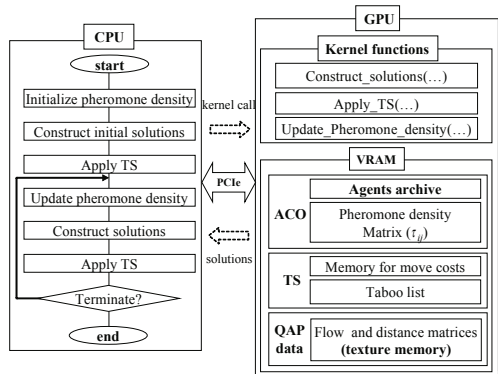 CPU
start
Initialize pheromone density
Construct initial solutions
Apply TS
Update pheromone density
Construct solutions
Apply TS
Terminate?
end
kernel call
PCIe
solutions
GPU
Kernel functions
Construct_solutions(…)
Apply_TS(…)
Update_Pheromone_density(…)
VRAM
ACO
Agents archive
Pheromone density
Matrix (τij)
TS
Memory for move costs
Taboo list
QAP
data
Flow and distance matrices
(texture memory)